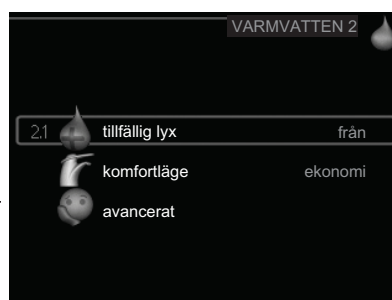 VARMVATTEN 2
2.1 tillfällig lyx från
komfortläge ekonomi
avancerat